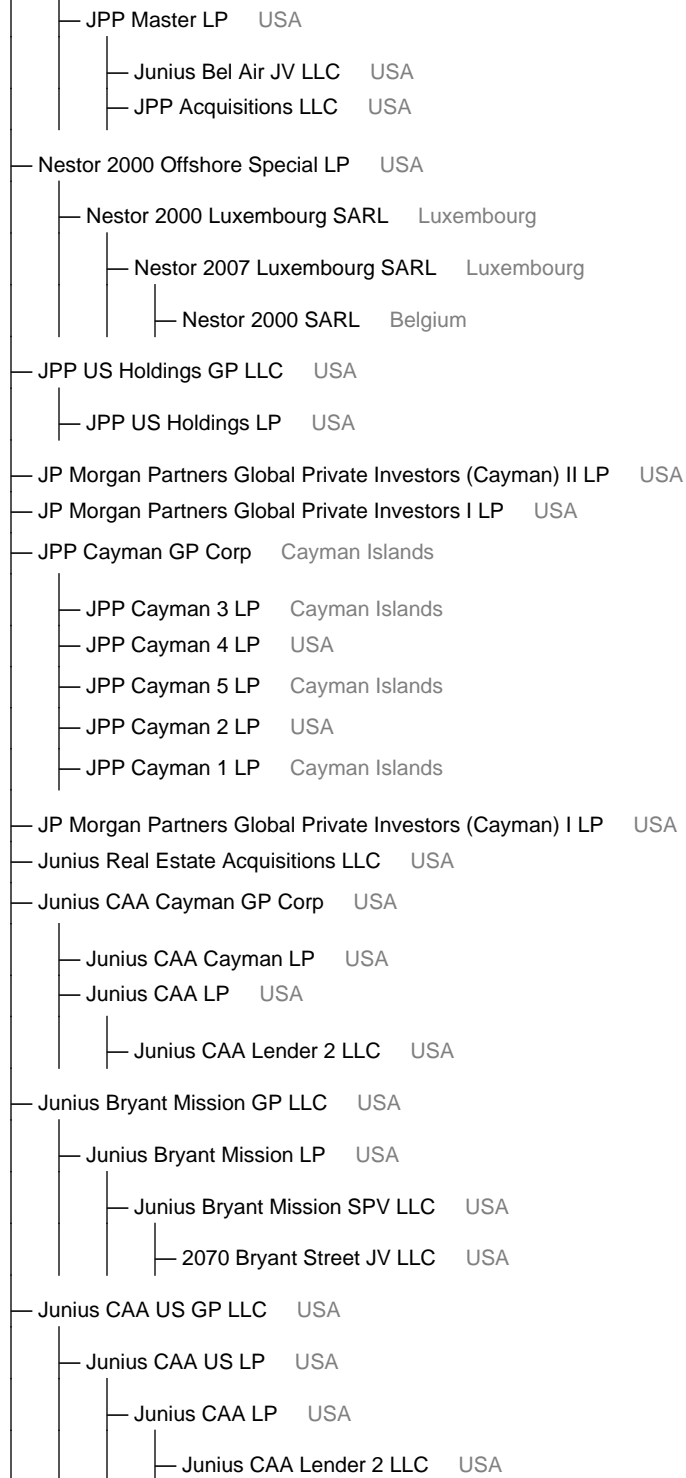 JPP Master LP USA
Junius Bel Air JV LLC USA
JPP Acquisitions LLC USA
Nestor 2000 Offshore Special LP USA
Nestor 2000 Luxembourg SARL Luxembourg
Nestor 2007 Luxembourg SARL Luxembourg
Nestor 2000 SARL Belgium
JPP US Holdings GP LLC USA
JPP US Holdings LP USA
JP Morgan Partners Global Private Investors (Cayman) II LP USA
JP Morgan Partners Global Private Investors I LP USA
JPP Cayman GP Corp Cayman Islands
JPP Cayman 3 LP Cayman Islands
JPP Cayman 4 LP USA
JPP Cayman 5 LP Cayman Islands
JPP Cayman 2 LP USA
JPP Cayman 1 LP Cayman Islands
JP Morgan Partners Global Private Investors (Cayman) I LP USA
Junius Real Estate Acquisitions LLC USA
Junius CAA Cayman GP Corp USA
Junius CAA Cayman LP USA
Junius CAA LP USA
Junius CAA Lender 2 LLC USA
Junius Bryant Mission GP LLC USA
Junius Bryant Mission LP USA
Junius Bryant Mission SPV LLC USA
2070 Bryant Street JV LLC USA
Junius CAA US GP LLC USA
Junius CAA US LP USA
Junius CAA LP USA
Junius CAA Lender 2 LLC USA